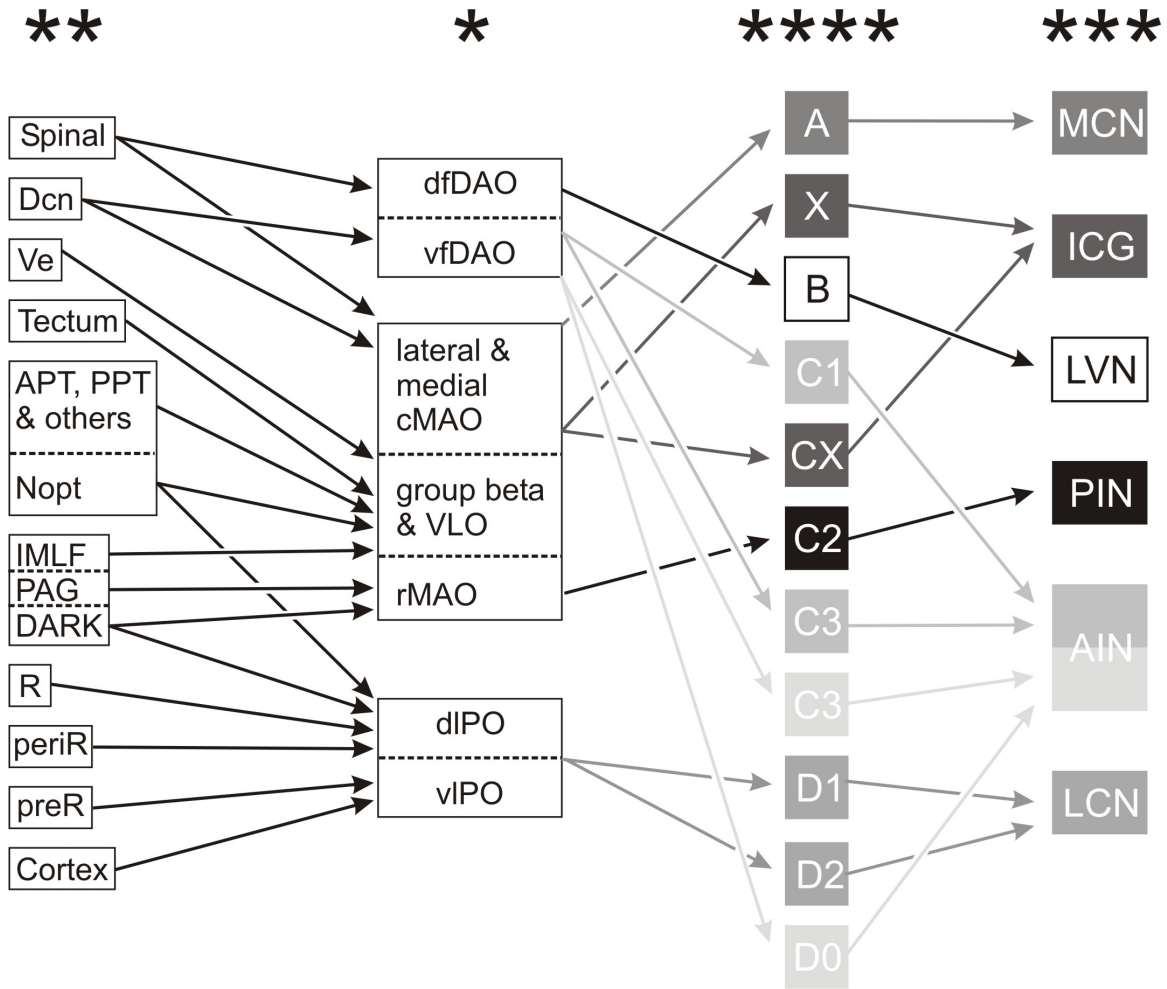 ** * **** ***
Spinal
Dcn
Ve
Tectum
APT, PPT
& others
Nopt
IMLF
PAG
DARK
R
periR
preR
Cortex
dfDAO
vfDAO
lateral &
medial
cMAO
group beta
& VLO
rMAO
dlPO
vlPO
A
X
B
C1
CX
C2
C3
C3
D1
D2
D0
MCN
ICG
LVN
PIN
AIN
LCN